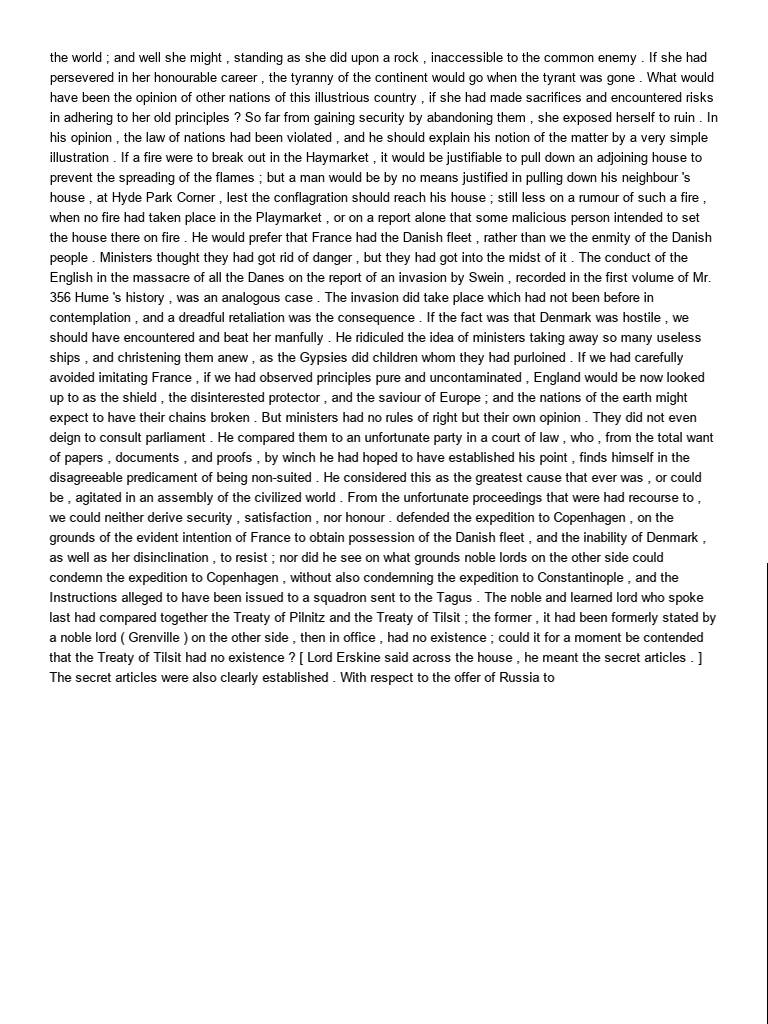 the world ; and well she might , standing as she did upon a rock , inaccessible to the common enemy . If she had
persevered in her honourable career , the tyranny of the continent would go when the tyrant was gone . What would
have been the opinion of other nations of this illustrious country , if she had made sacrifices and encountered risks
in adhering to her old principles ? So far from gaining security by abandoning them , she exposed herself to ruin . In
his opinion , the law of nations had been violated , and he should explain his notion of the matter by a very simple
illustration . If a fire were to break out in the Haymarket , it would be justifiable to pull down an adjoining house to
prevent the spreading of the flames ; but a man would be by no means justified in pulling down his neighbour 's
house , at Hyde Park Corner , lest the conflagration should reach his house ; still less on a rumour of such a fire ,
when no fire had taken place in the Playmarket , or on a report alone that some malicious person intended to set
the house there on fire . He would prefer that France had the Danish fleet , rather than we the enmity of the Danish
people . Ministers thought they had got rid of danger , but they had got into the midst of it . The conduct of the
English in the massacre of all the Danes on the report of an invasion by Swein , recorded in the first volume of Mr.
356 Hume 's history , was an analogous case . The invasion did take place which had not been before in
contemplation , and a dreadful retaliation was the consequence . If the fact was that Denmark was hostile , we
should have encountered and beat her manfully . He ridiculed the idea of ministers taking away so many useless
ships , and christening them anew , as the Gypsies did children whom they had purloined . If we had carefully
avoided imitating France , if we had observed principles pure and uncontaminated , England would be now looked
up to as the shield , the disinterested protector , and the saviour of Europe ; and the nations of the earth might
expect to have their chains broken . But ministers had no rules of right but their own opinion . They did not even
deign to consult parliament . He compared them to an unfortunate party in a court of law , who , from the total want
of papers , documents , and proofs , by winch he had hoped to have established his point , finds himself in the
disagreeable predicament of being non-suited . He considered this as the greatest cause that ever was , or could
be , agitated in an assembly of the civilized world . From the unfortunate proceedings that were had recourse to ,
we could neither derive security , satisfaction , nor honour . defended the expedition to Copenhagen , on the
grounds of the evident intention of France to obtain possession of the Danish fleet , and the inability of Denmark ,
as well as her disinclination , to resist ; nor did he see on what grounds noble lords on the other side could
condemn the expedition to Copenhagen , without also condemning the expedition to Constantinople , and the
Instructions alleged to have been issued to a squadron sent to the Tagus . The noble and learned lord who spoke
last had compared together the Treaty of Pilnitz and the Treaty of Tilsit ; the former , it had been formerly stated by
a noble lord ( Grenville ) on the other side , then in office , had no existence ; could it for a moment be contended
that the Treaty of Tilsit had no existence ? [ Lord Erskine said across the house , he meant the secret articles . ]
The secret articles were also clearly established . With respect to the offer of Russia to